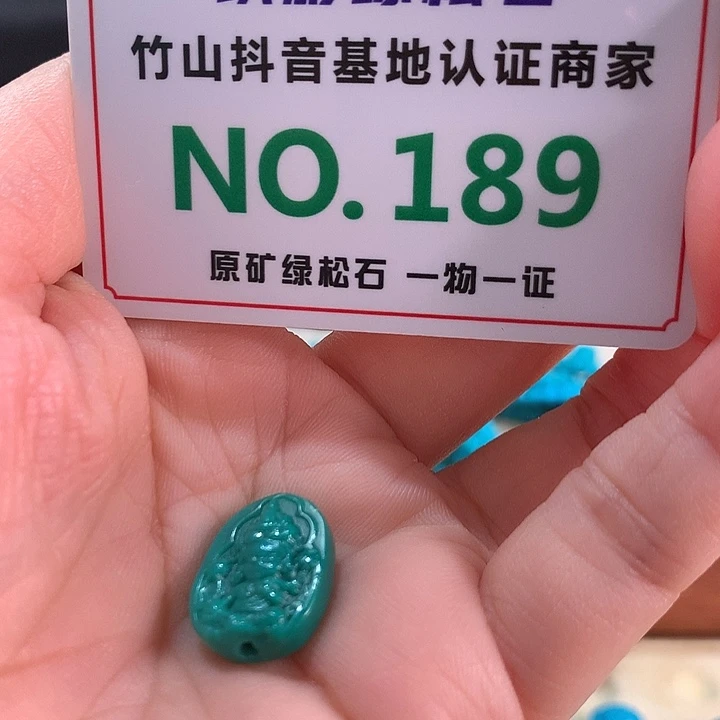 竹山抖音基地认证商家
NO.189
原矿绿松石 一物一证